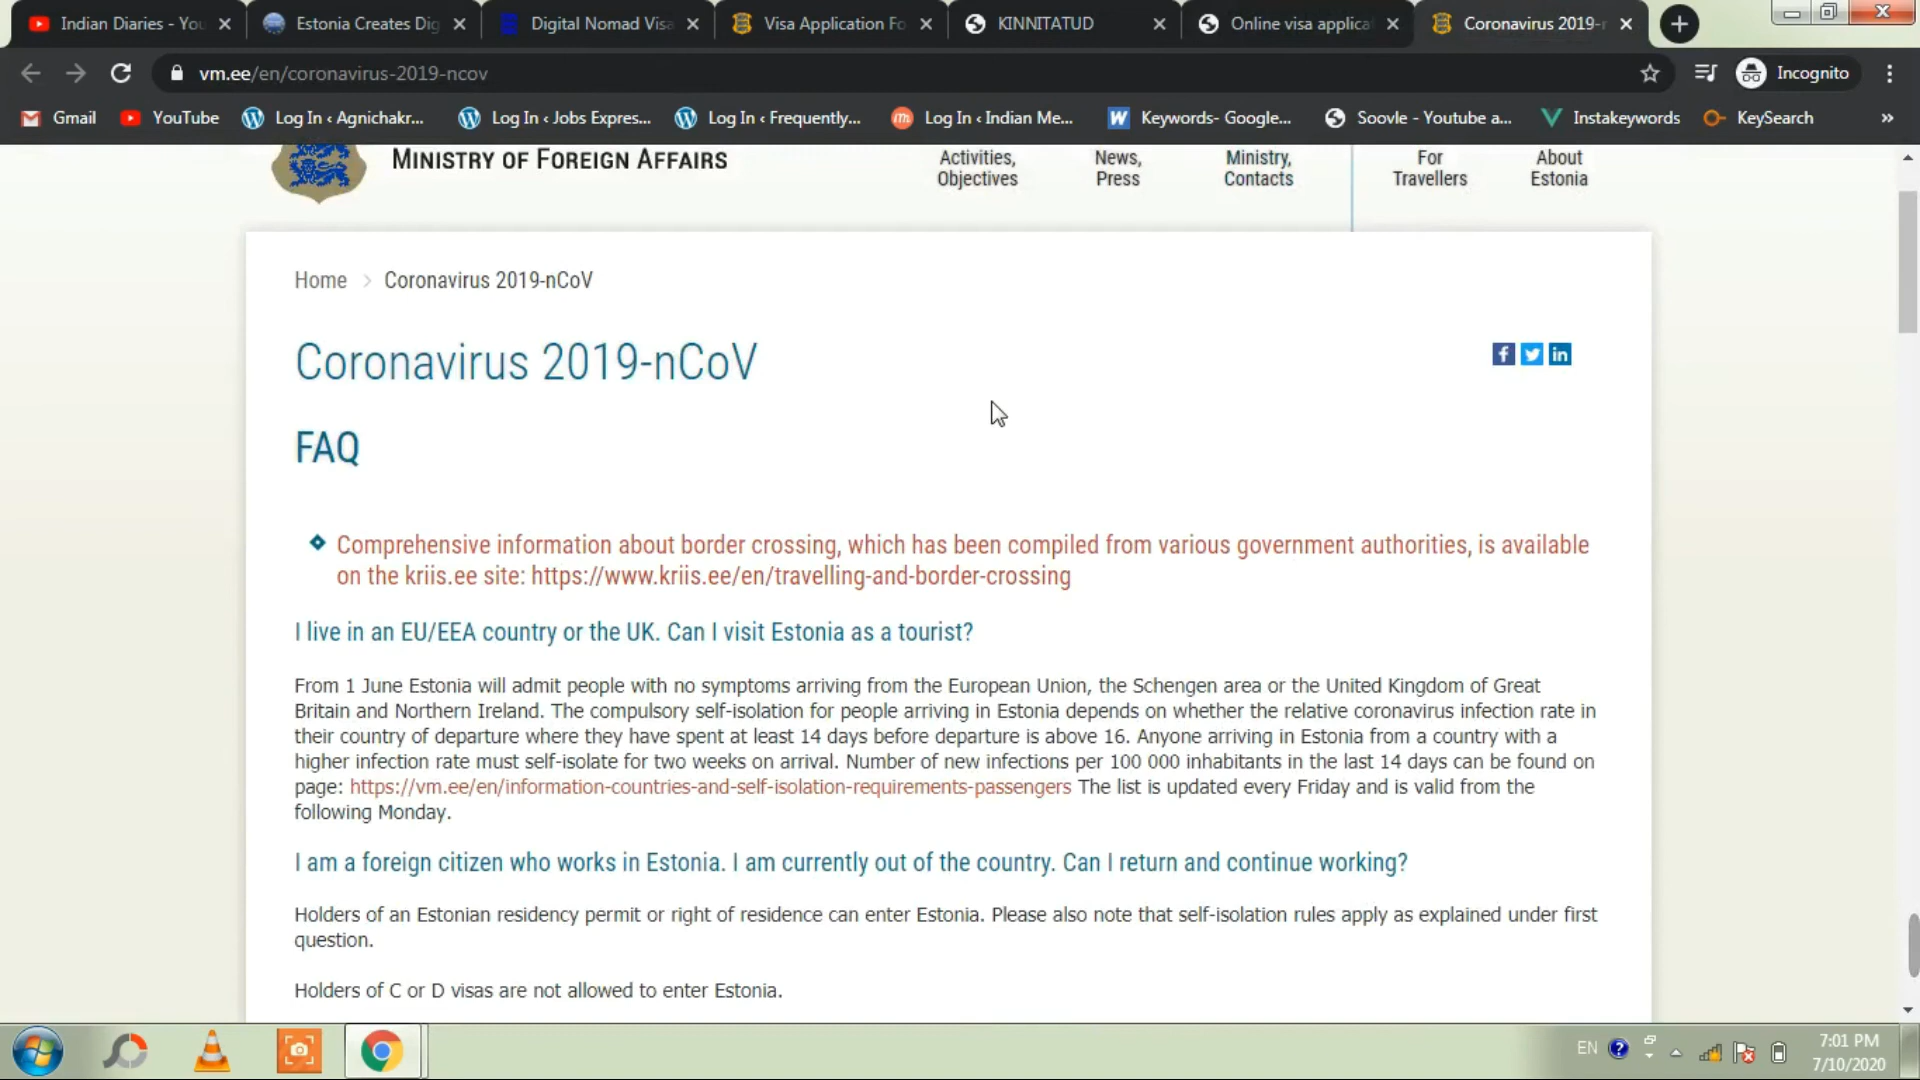 Indian Diaries - You
Estonia Creates Dig
Digital Nomad Visa
Visa Application Fo
KINNITATUD
Online visa applicat
Coronavirus 2019-n
vm.ee/en/coronavirus-2019-ncov
Incognito
Gmail
YouTube
Log In ‹ Agnichakr...
Log In ‹ Jobs Expres...
Log In ‹ Frequently...
Log In ‹ Indian Me...
Keywords- Google...
Soovle - Youtube a...
Instakeywords
KeySearch
»
MINISTRY OF FOREIGN AFFAIRS
Activities,
Objectives
News,
Press
Ministry,
Contacts
For
Travellers
About
Estonia
Home > Coronavirus 2019-nCoV
Coronavirus 2019-nCoV
FAQ
Comprehensive information about border crossing, which has been compiled from various government authorities, is available
on the kriis.ee site: https://www.kriis.ee/en/travelling-and-border-crossing
I live in an EU/EEA country or the UK. Can I visit Estonia as a tourist?
From 1 June Estonia will admit people with no symptoms arriving from the European Union, the Schengen area or the United Kingdom of Great
Britain and Northern Ireland. The compulsory self-isolation for people arriving in Estonia depends on whether the relative coronavirus infection rate in
their country of departure where they have spent at least 14 days before departure is above 16. Anyone arriving in Estonia from a country with a
higher infection rate must self-isolate for two weeks on arrival. Number of new infections per 100 000 inhabitants in the last 14 days can be found on
page: https://vm.ee/en/information-countries-and-self-isolation-requirements-passengers The list is updated every Friday and is valid from the
following Monday.
I am a foreign citizen who works in Estonia. I am currently out of the country. Can I return and continue working?
Holders of an Estonian residency permit or right of residence can enter Estonia. Please also note that self-isolation rules apply as explained under first
question.
Holders of C or D visas are not allowed to enter Estonia.
EN
7:01 PM
7/10/2020